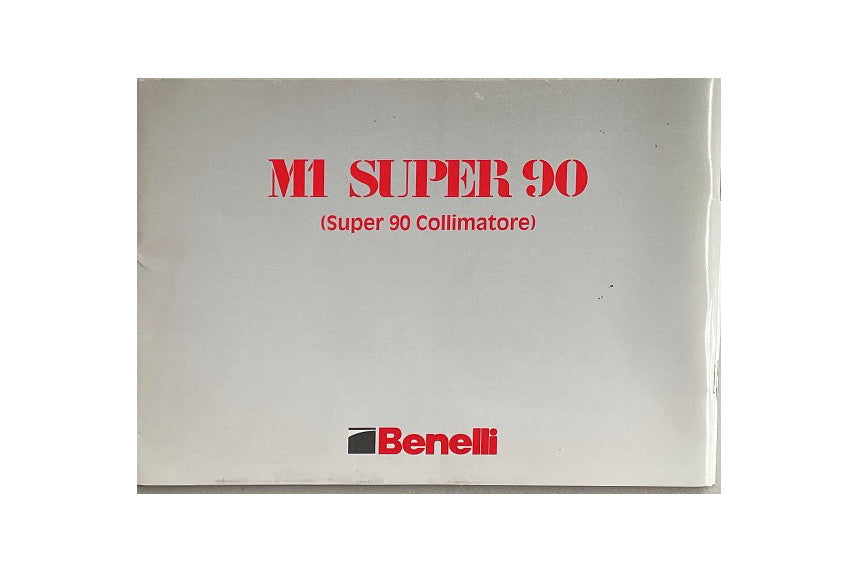 M1 SUPER 90
(Super 90 Collimatore)
Benelli